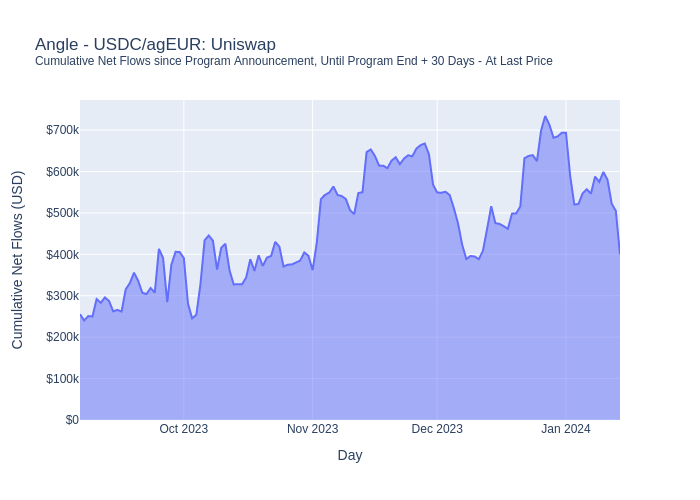 Angle - USDC/agEUR: Uniswap
Cumulative Net Flows since Program Announcement, Until Program End + 30 Days - At Last Price
Cumulative Net Flows (USD)
$700k
$600k
$500k
$400k
$300k
$200k
$100k
$0
Oct 2023
Nov 2023
Dec 2023
Jan 2024
Day